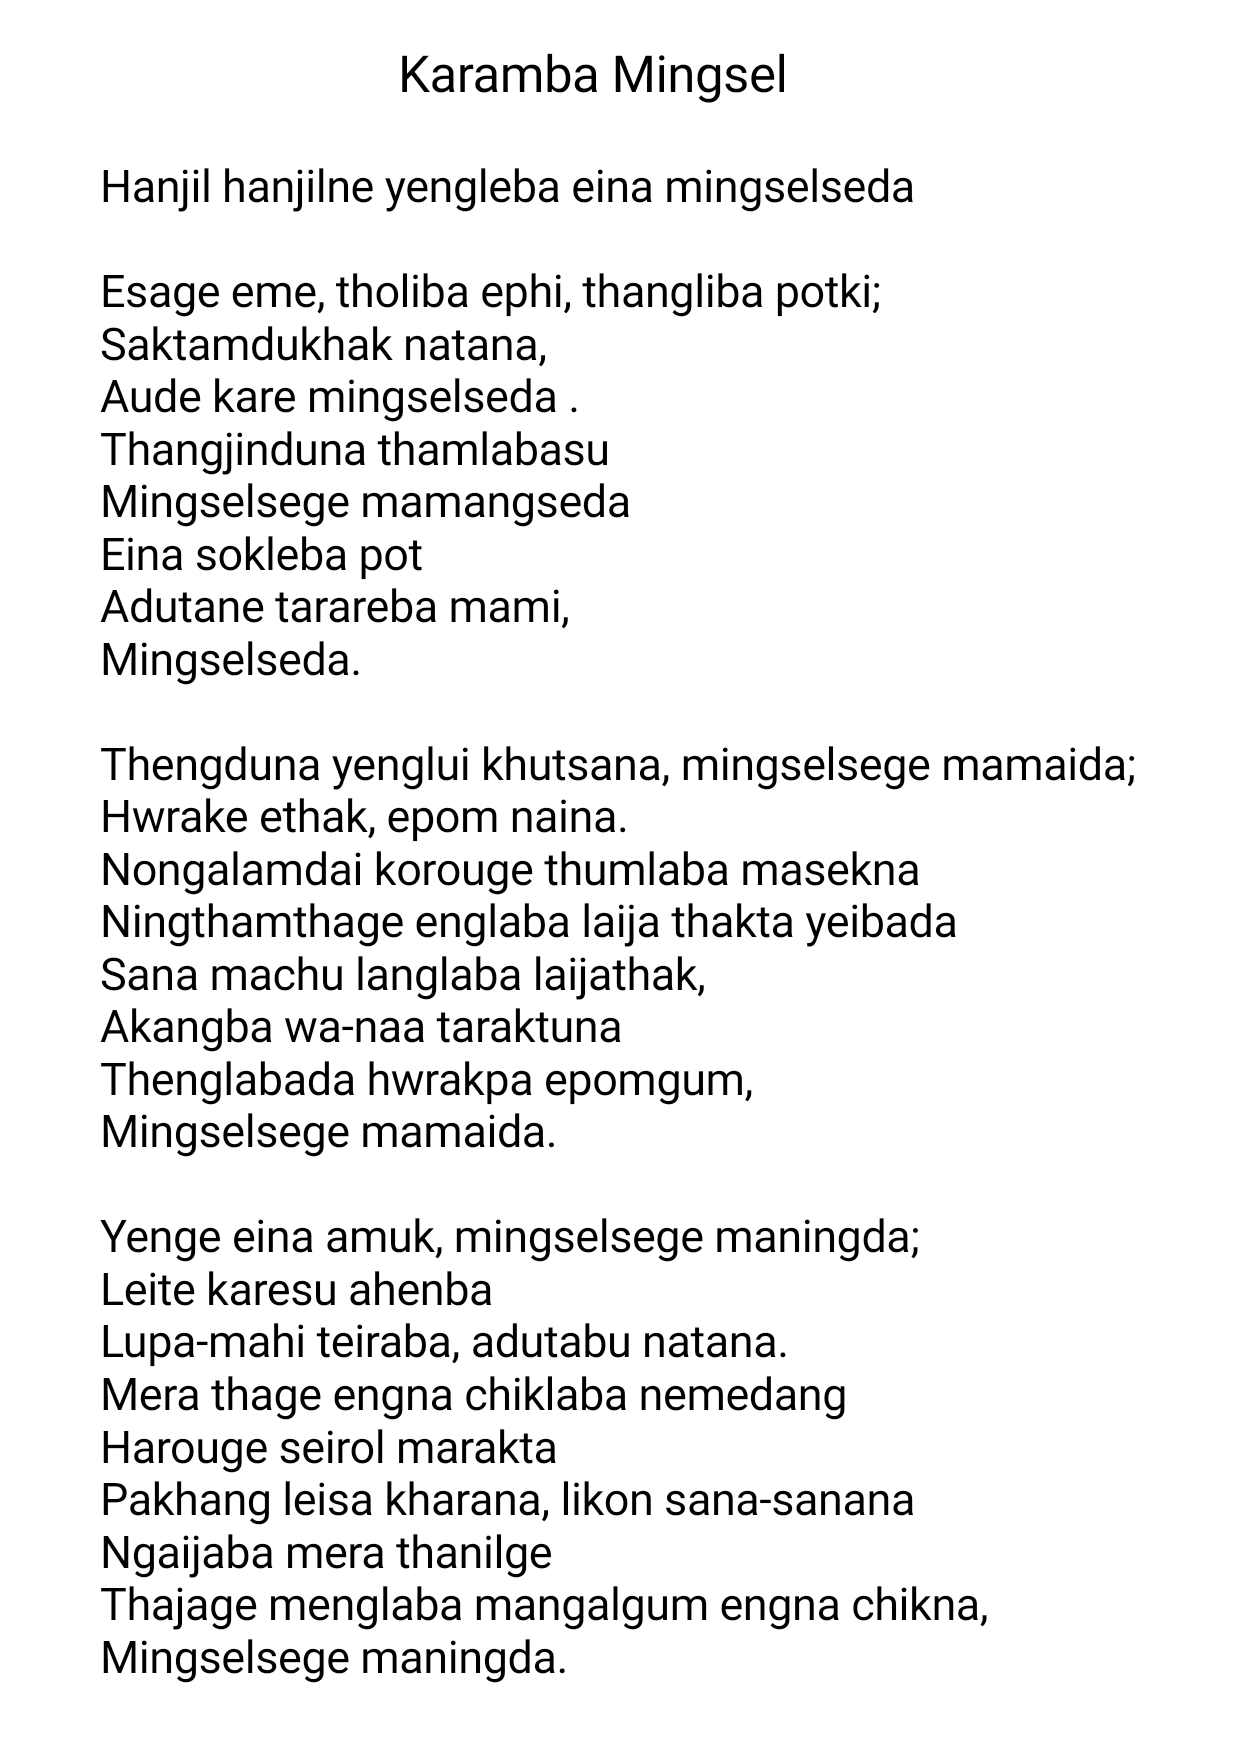 Karamba Mingsel
Hanjil hanjilne yengleba eina mingselseda
Esage eme, tholiba ephi, thangliba potki;
Saktamdukhak natana,
Aude kare mingselseda .
Thangjinduna thamlabasu
Mingselsege mamangseda
Eina sokleba pot
Adutane tarareba mami,
Mingselseda.
Thengduna yenglui khutsana, mingselsege mamaida;
Hwrake ethak, epom naina.
Nongalamdai korouge thumlaba masekna
Ningthamthage englaba laija thakta yeibada
Sana machu langlaba laijathak,
Akangba wa-naa taraktuna
Thenglabada hwrakpa epomgum,
Mingselsege mamaida.
Yenge eina amuk, mingselsege maningda;
Leite karesu ahenba
Lupa-mahi teiraba, adutabu natana.
Mera thage engna chiklaba nemedang
Harouge seirol marakta
Pakhang leisa kharana, likon sana-sanana
Ngaijaba mera thanilge
Thajage menglaba mangalgum engna chikna,
Mingselsege maningda.